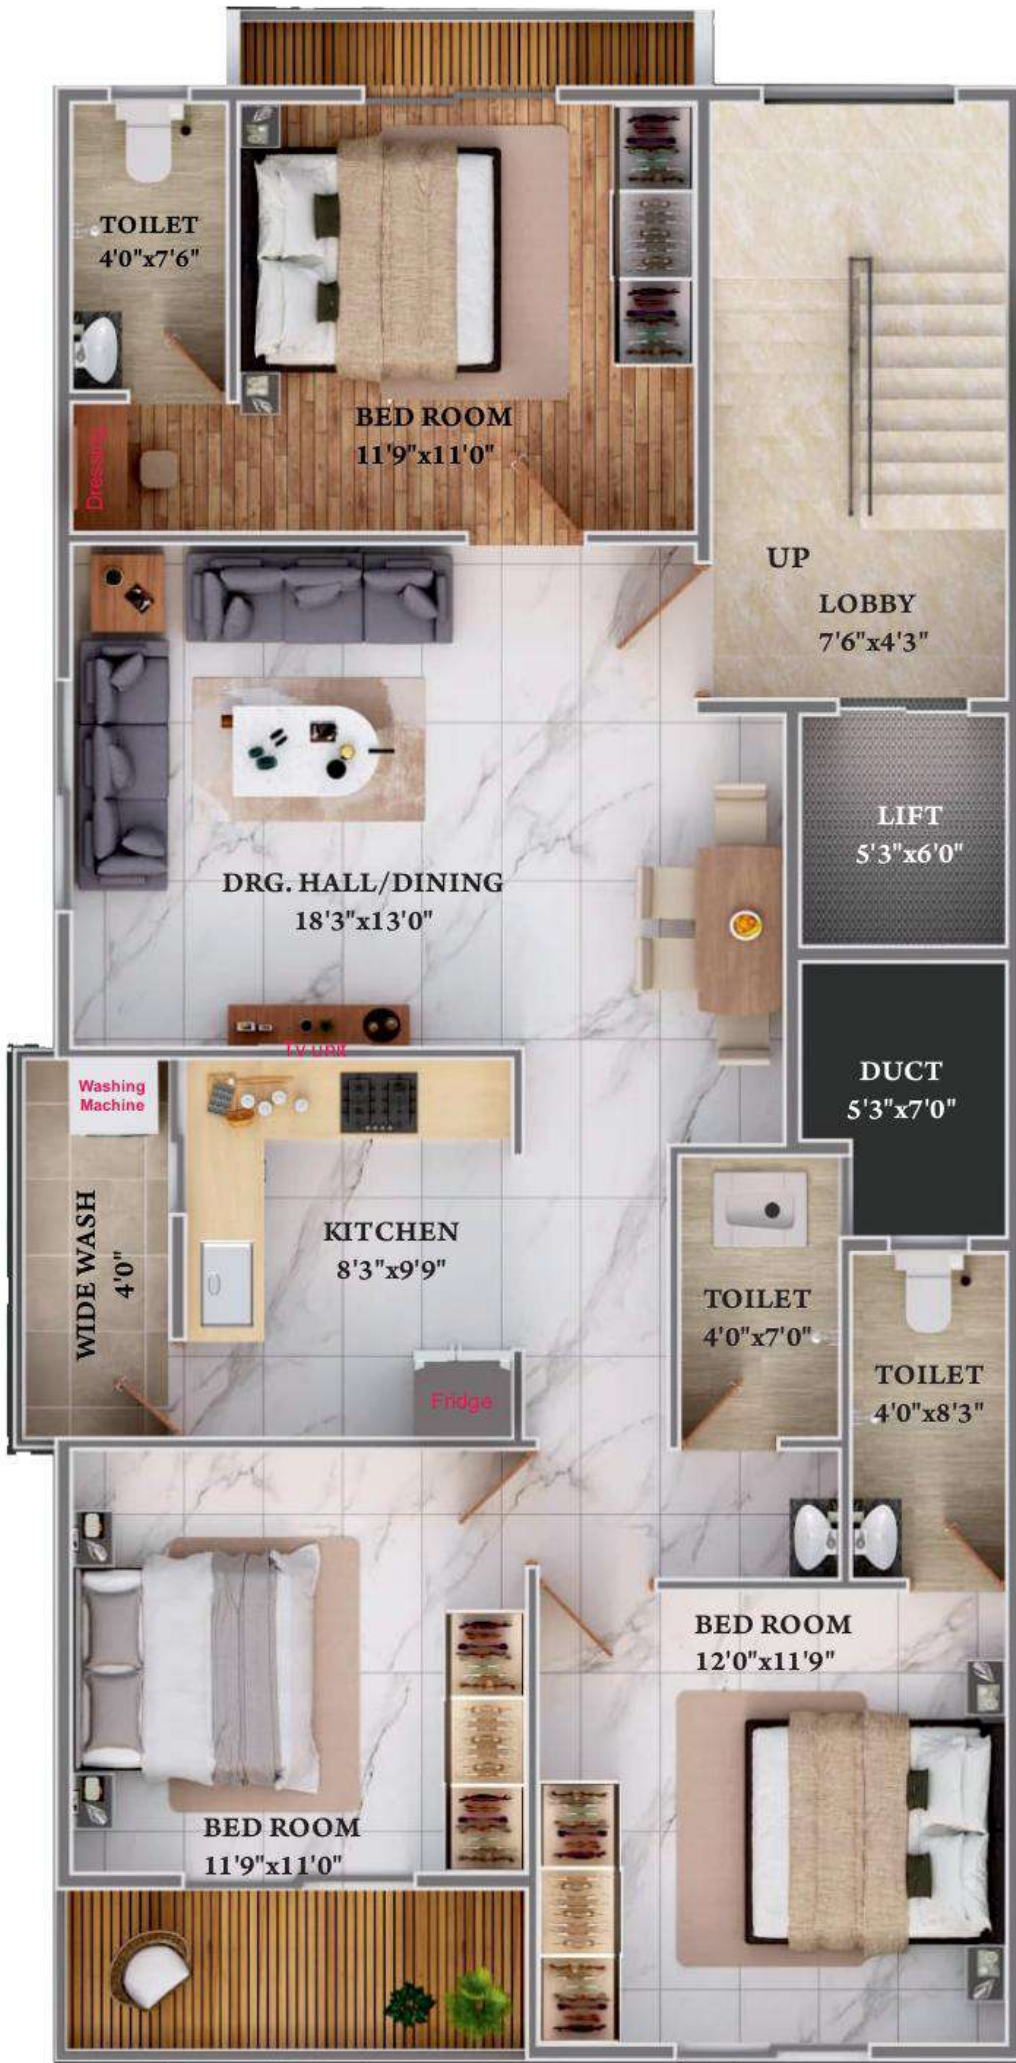 TOILET
4'0"x7'6"
BED ROOM
11'9"x11'0"
Dressing
UP
LOBBY
7'6"x4'3"
LIFT
5'3"x6'0"
DRG. HALL/DINING
18'3"x13'0"
TV unit
Washing
Machine
DUCT
5'3"x7'0"
WIDE WASH
4'0"
KITCHEN
8'3"x9'9"
TOILET
4'0"x7'0"
Fridge
TOILET
4'0"x8'3"
BED ROOM
12'0"x11'9"
BED ROOM
11'9"x11'0"